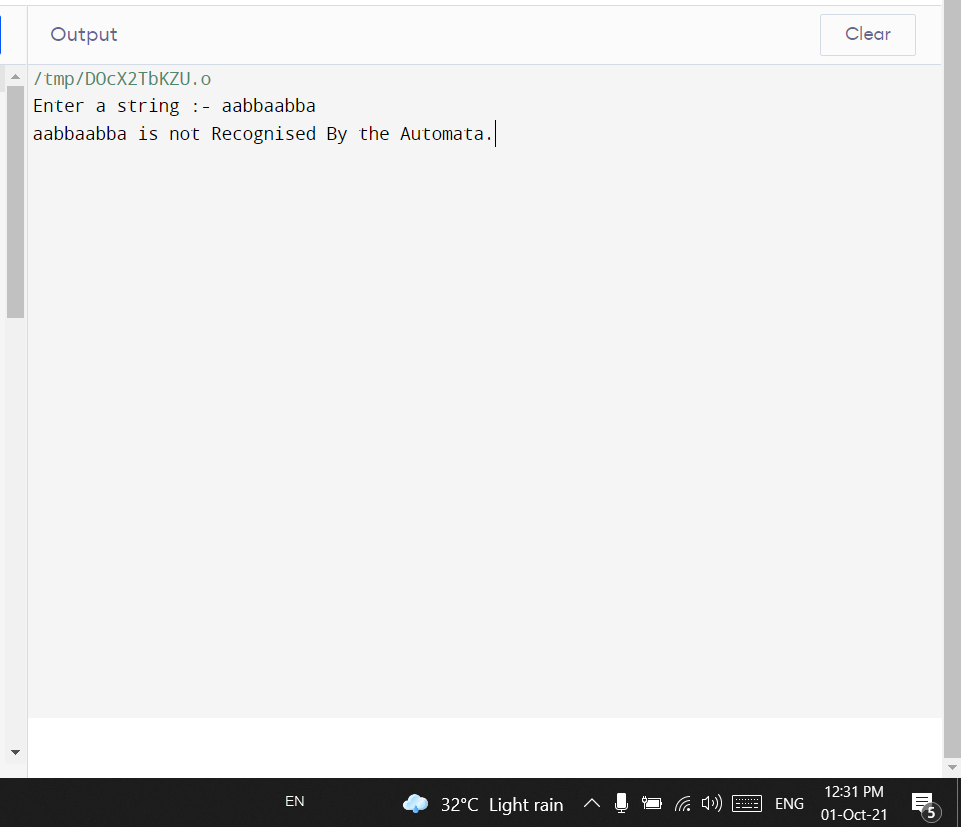 Output
Clear
/tmp/DOcX2TbKZU.o
Enter a string :- aabbaabba
aabbaabba is not Recognised By the Automata.
EN
32°C Light rain
ENG
12:31 PM
01-Oct-21
5